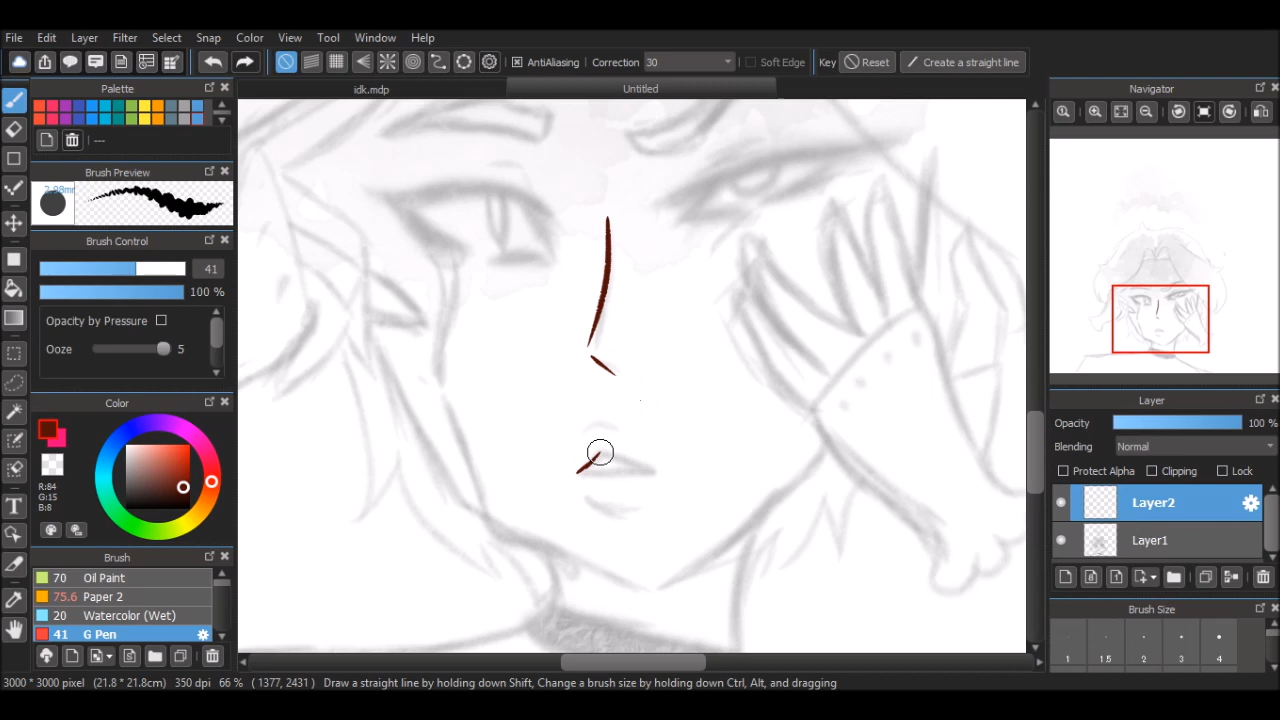 File Edit Layer Filter Select Snap Color View Tool Window Help
AntiAliasing Correction 30 Soft Edge Key Reset Create a straight line
Palette idk.mdp Untitled Navigator
---
Brush Preview
Brush Control
41
100 %
Opacity by Pressure
Ooze 5
Color
R:84
G:15
B:8
Brush
70 Oil Paint
75.6 Paper 2
20 Watercolor (Wet)
41 G Pen
Layer
Opacity 100 %
Blending Normal
Protect Alpha Clipping Lock
Layer2
Layer1
Brush Size
1 1.5 2 3 4
3000 * 3000 pixel (21.8 * 21.8cm) 350 dpi 66 % ( 1377, 2431 ) Draw a straight line by holding down Shift, Change a brush size by holding down Ctrl, Alt, and dragging